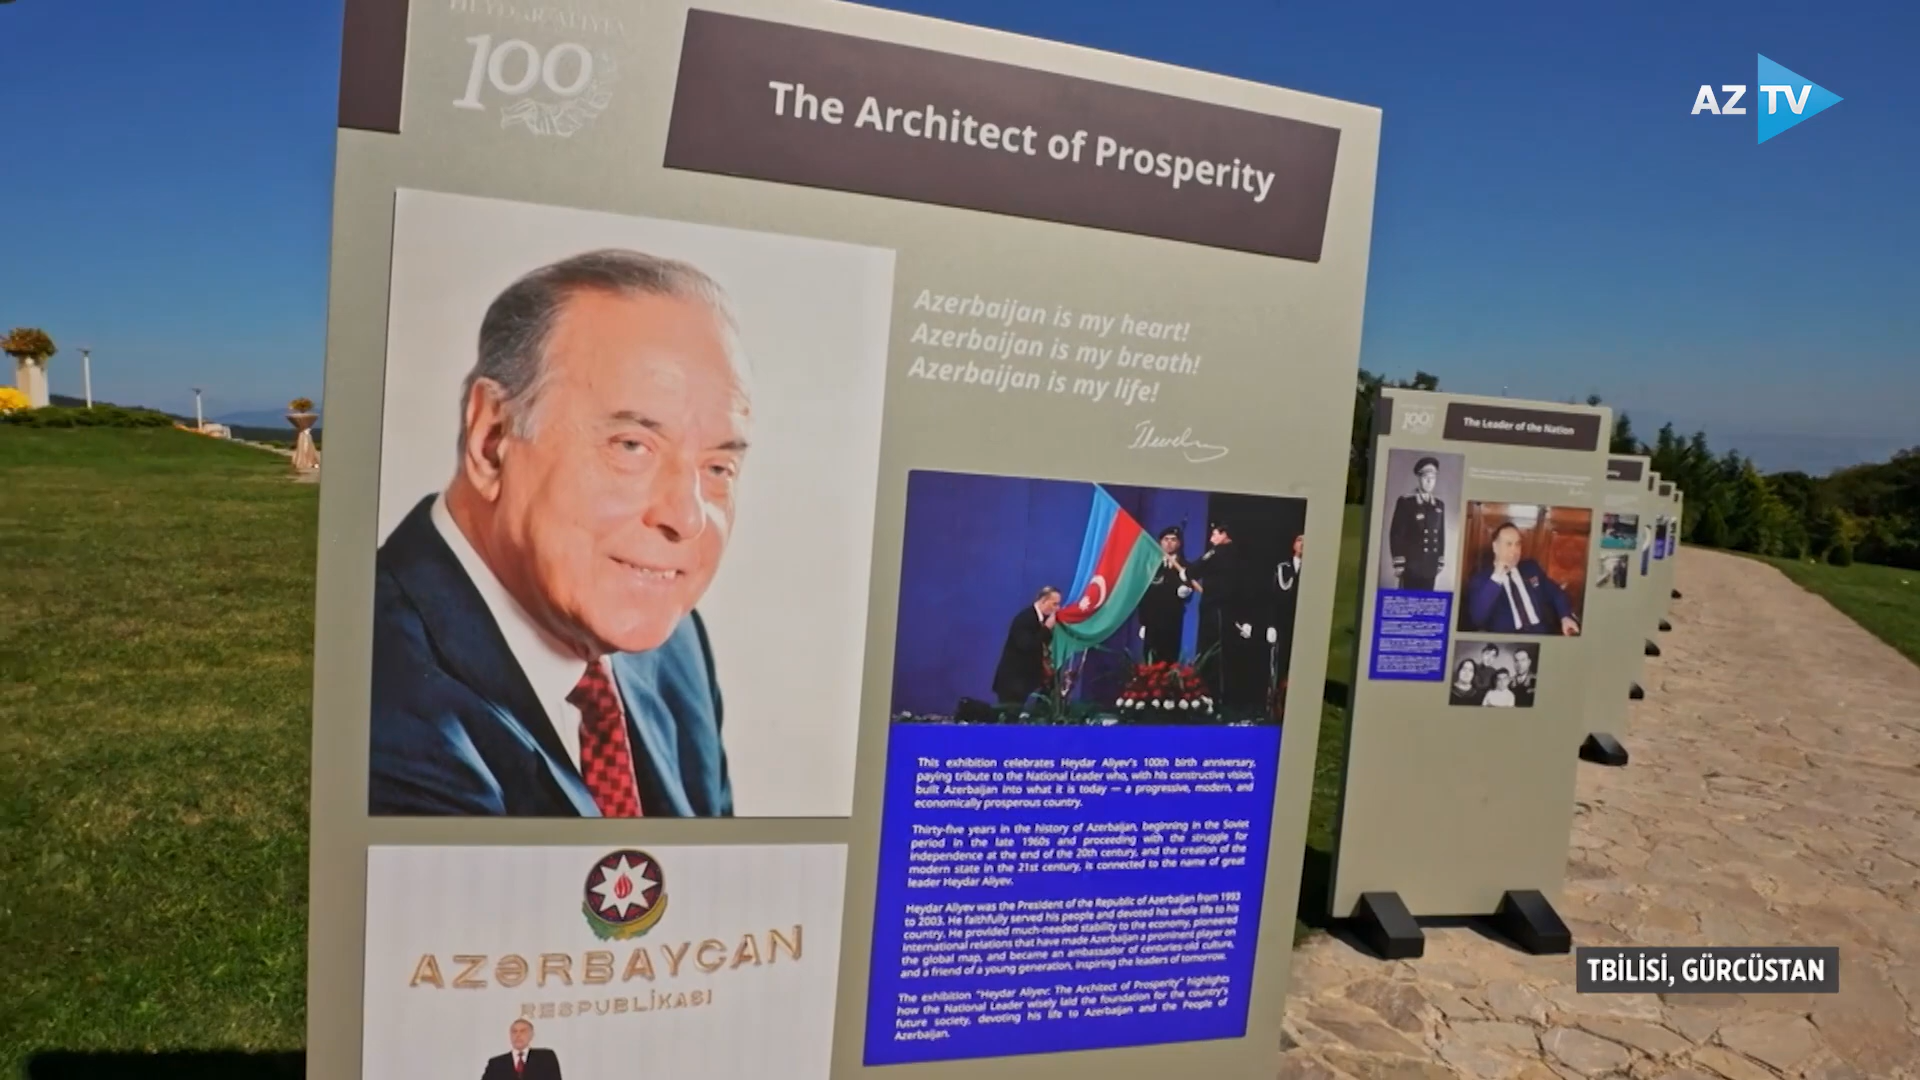 HEYDAR ALIYEV
100
The Architect of Prosperity
AZ TV
Azerbaijan is my heart!
Azerbaijan is my breath!
Azerbaijan is my life!
This exhibition celebrates Heydar Aliyev's 100th birth anniversary,
paying tribute to the National Leader who, with his constructive vision,
built Azerbaijan into what it is today — a progressive, modern, and
economically prosperous country.
Thirty-five years in the history of Azerbaijan, beginning in the Soviet
period in the late 1960s and proceeding with the struggle for
independence at the end of the 20th century, and the creation of the
modern state in the 21st century, is connected to the name of great
leader Heydar Aliyev.
Heydar Aliyev was the President of the Republic of Azerbaijan from 1993
to 2003. He faithfully served his people and devoted his whole life to his
country. He provided much-needed stability to the economy, pioneered
international relations that have made Azerbaijan a prominent player on
the global map, and became an ambassador of centuries-old culture,
and a friend of a young generation, inspiring the leaders of tomorrow.
The exhibition "Heydar Aliyev: The Architect of Prosperity" highlights
how the National Leader wisely laid the foundation for the country's
future society, devoting his life to Azerbaijan and the People of
Azerbaijan.
AZƏRBAYCAN
RESPUBLİKASI
100
The Leader of the Nation
TBİLİSİ, GÜRCÜSTAN